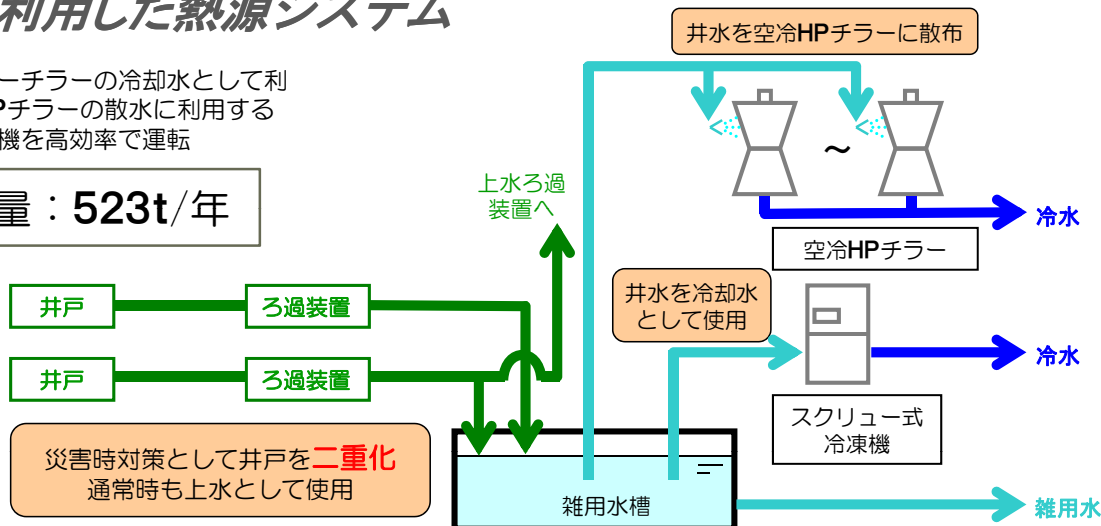 利用した熱源システム
ーチラーの冷却水として利
Pチラーの散水に利用する
機を高効率で運転
量：523t/年
井水を空冷HPチラーに散布
～
冷水
空冷HPチラー
上水ろ過
装置へ
井水を冷却水
として使用
井戸
ろ過装置
井戸
ろ過装置
冷水
スクリュー式
冷凍機
災害時対策として井戸を二重化
通常時も上水として使用
雑用水槽
雑用水